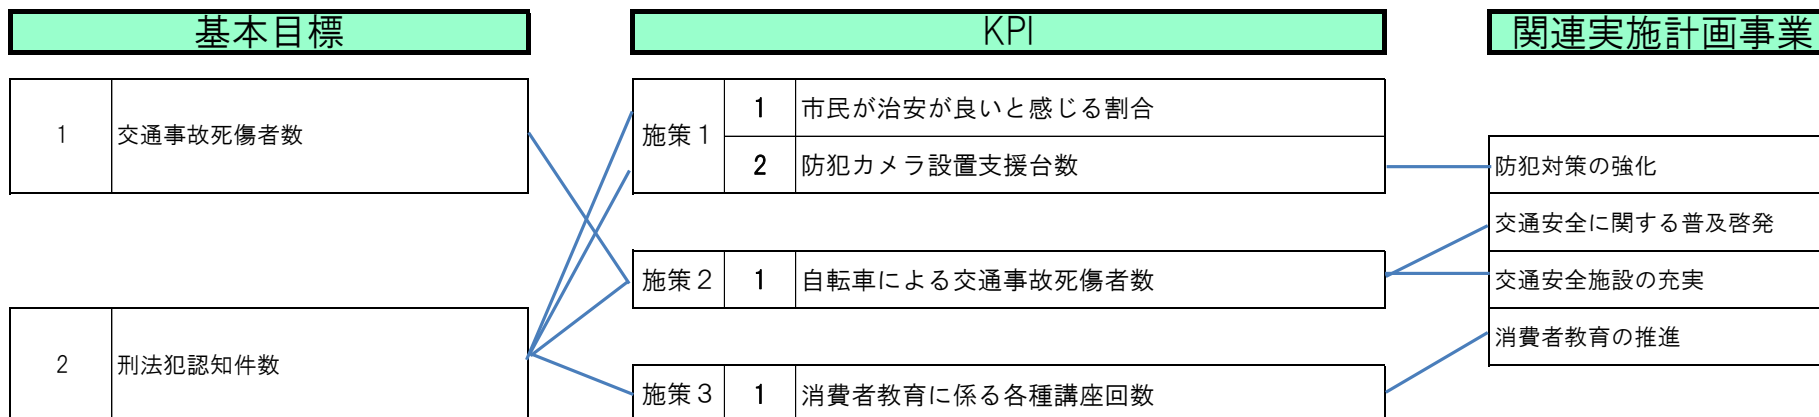 基本目標
KPI
関連実施計画事業
1 交通事故死傷者数
施策1
1 市民が治安が良いと感じる割合
2 防犯カメラ設置支援台数
防犯対策の強化
交通安全に関する普及啓発
施策2 1 自転車による交通事故死傷者数
交通安全施設の充実
2 刑法犯認知件数
消費者教育の推進
施策3 1 消費者教育に係る各種講座回数